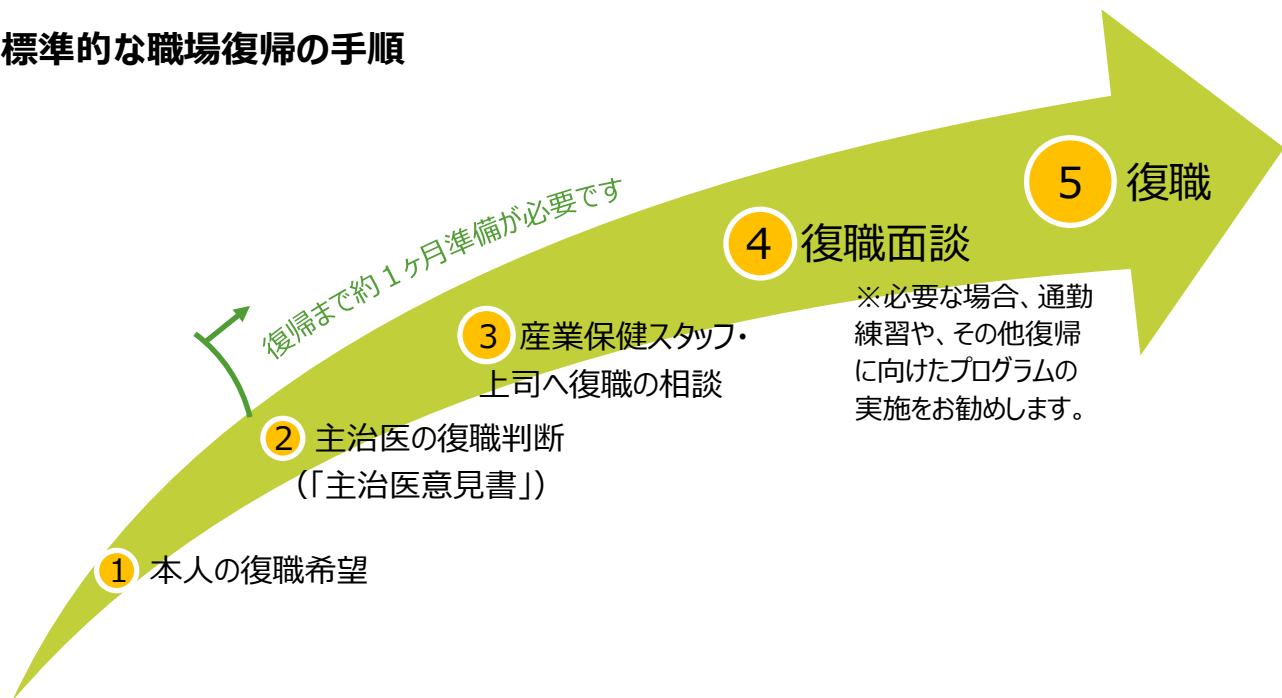 標準的な職場復帰の手順
復帰まで約１ヶ月準備が必要です
1 本人の復職希望
2 主治医の復職判断
（「主治医意見書」）
3 産業保健スタッフ・
上司へ復職の相談
4 復職面談
※必要な場合、通勤
練習や、その他復帰
に向けたプログラムの
実施をお勧めします。
5 復職